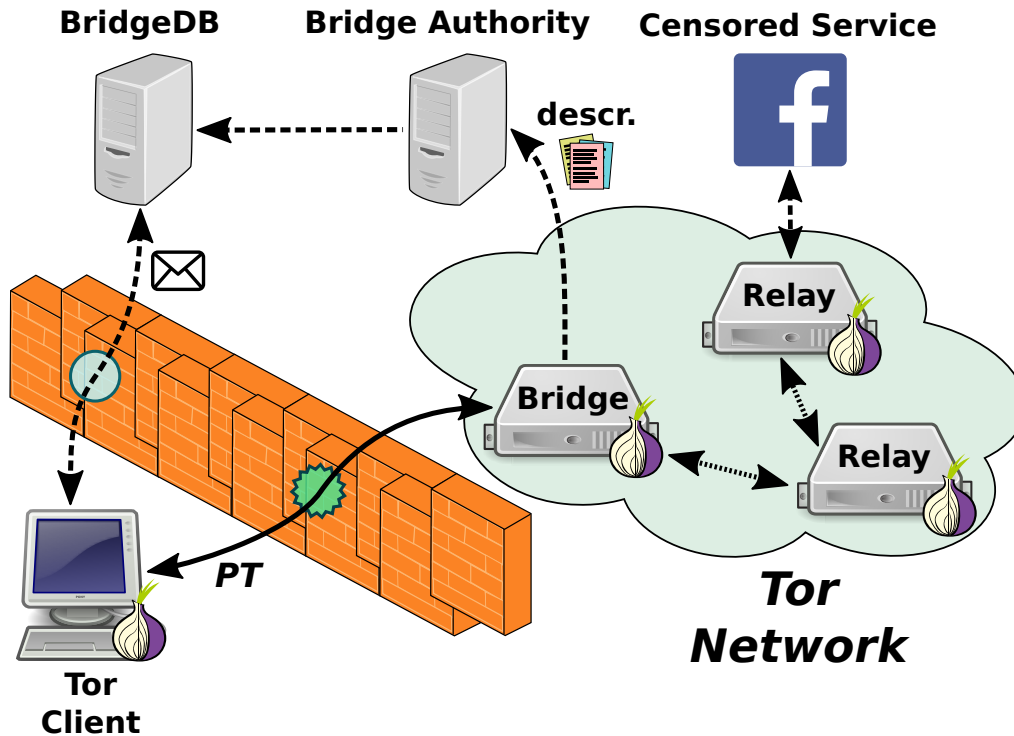 BridgeDB
Bridge Authority
Censored Service
descr.
Relay
Bridge
Relay
PT
Tor
Network
Tor
Client